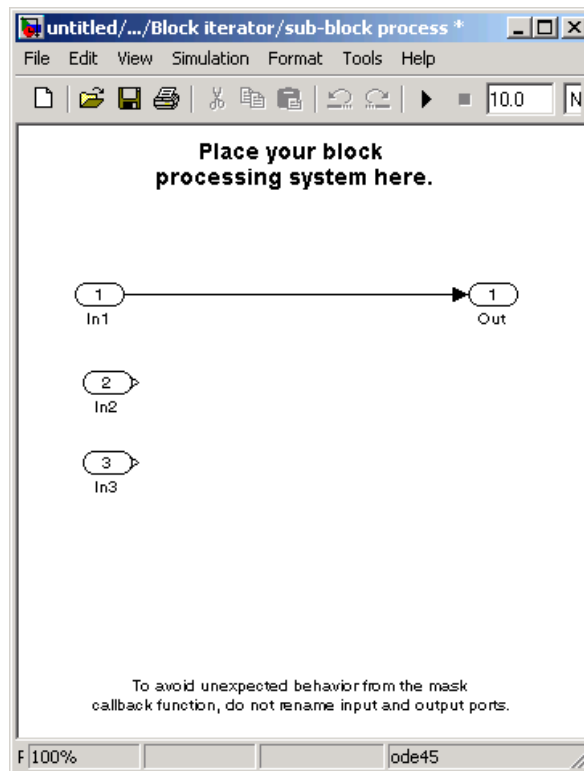 untitled/.../Block iterator/sub-block process *
File Edit View Simulation Format Tools Help
10.0 N
Place your block
processing system here.
1 1
In1 Out
2
In2
3
In3
To avoid unexpected behavior from the mask
callback function, do not rename input and output ports.
F 100% ode45